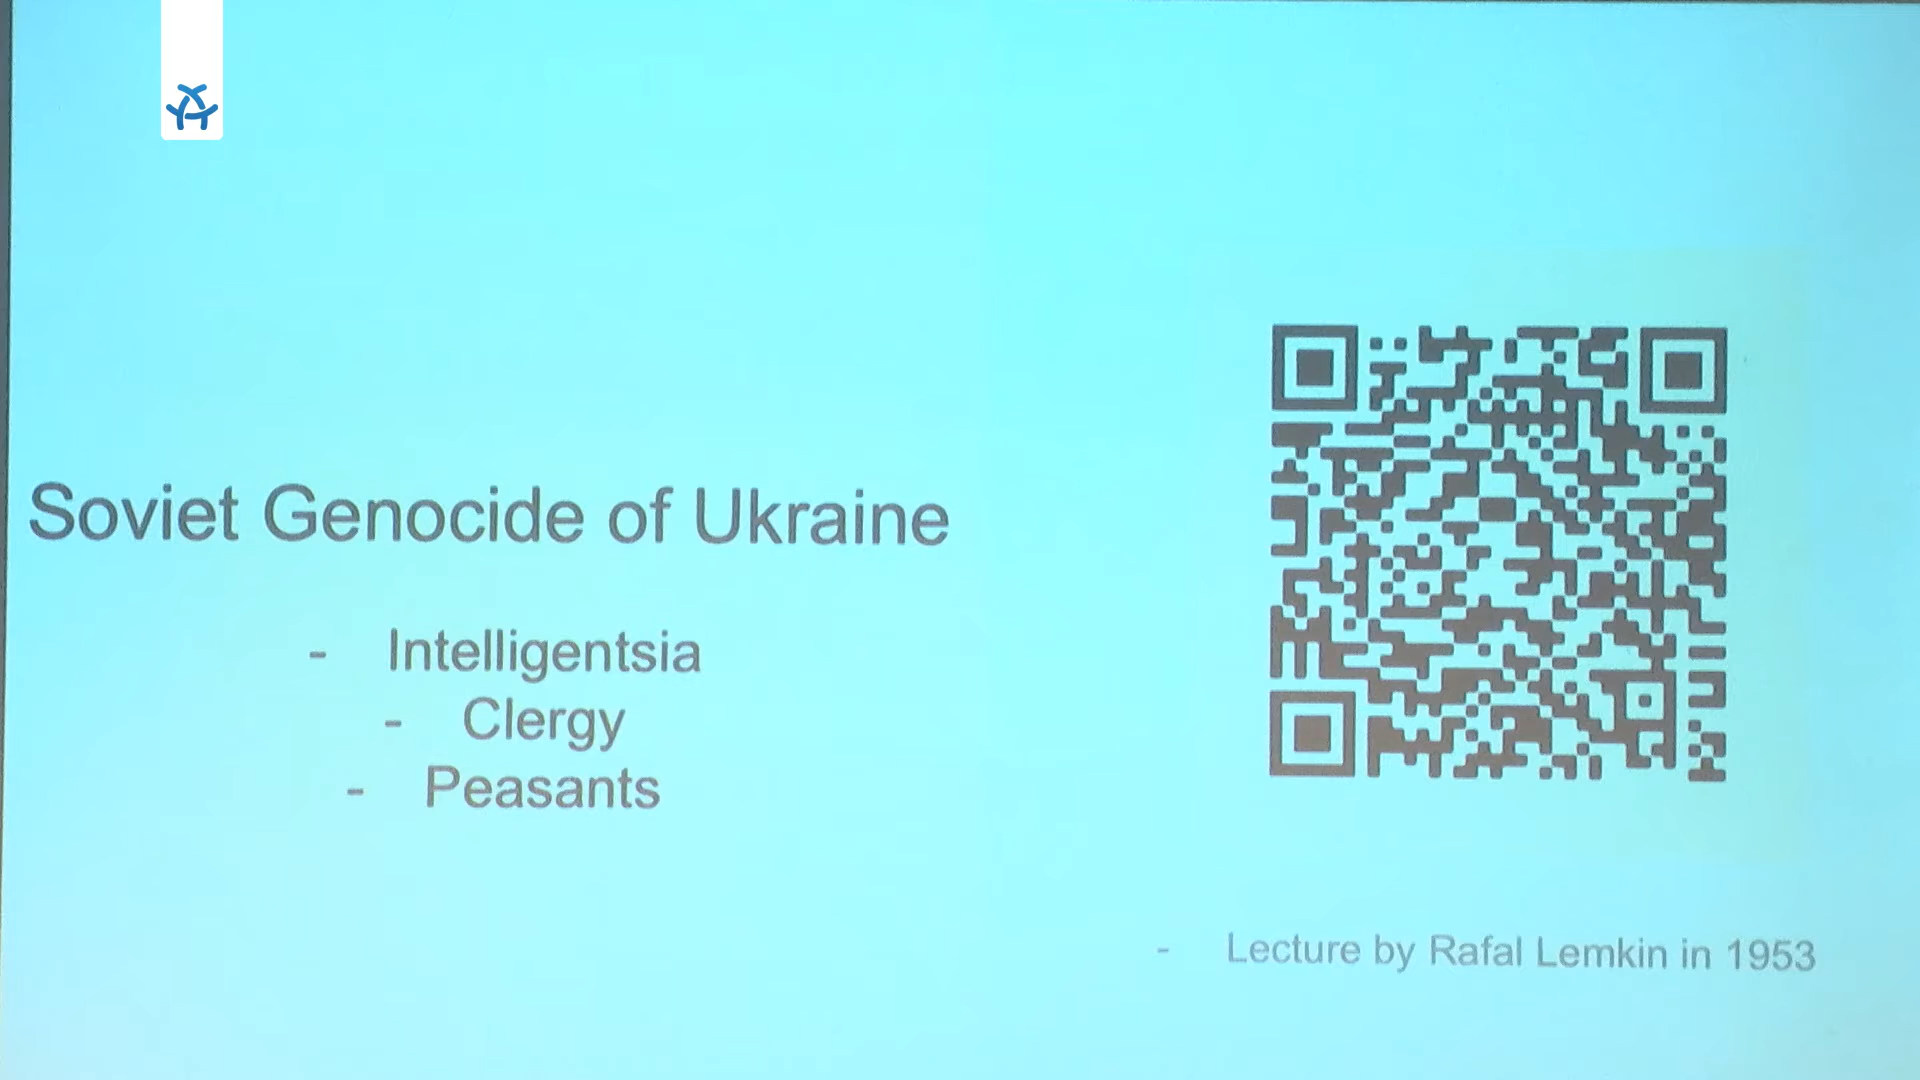 Soviet Genocide of Ukraine
- Intelligentsia
- Clergy
- Peasants
- Lecture by Rafal Lemkin in 1953